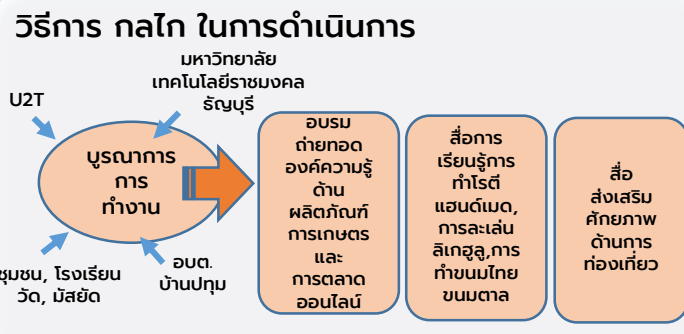 วิธีการ กลไก ในการดำเนินการ
มหาวิทยาลัย
เทคโนโลยีราชมงคล
ธัญบุรี
U2T
บูรณาการ
การ
ทำงาน
ชุมชน, โรงเรียน
วัด, มัสยัด
อบต.
บ้านปทุม
อบรม
ถ่ายทอด
องค์ความรู้
ด้าน
ผลิตภัณฑ์
การเกษตร
และ
การตลาด
ออนไลน์
สื่อการ
เรียนรู้การ
ทำโรตี
แฮนด์เมด,
การละเล่น
ลิเกฮูลู,การ
ทำขนมไทย
ขนมตาล
สื่อ
ส่งเสริม
ศักยภาพ
ด้านการ
ท่องเที่ยว